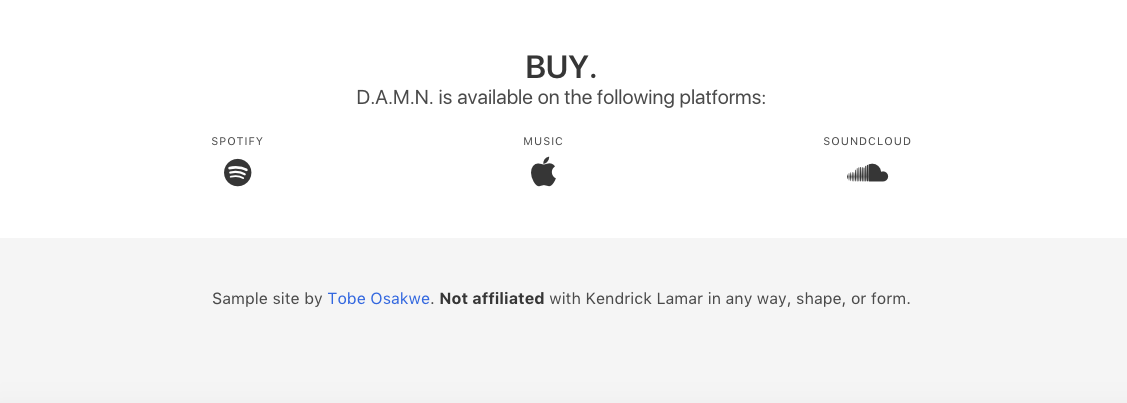 BUY.
D.A.M.N. is available on the following platforms:
SPOTIFY
MUSIC
SOUNDCLOUD
Sample site by Tobe Osakwe. Not affiliated with Kendrick Lamar in any way, shape, or form.